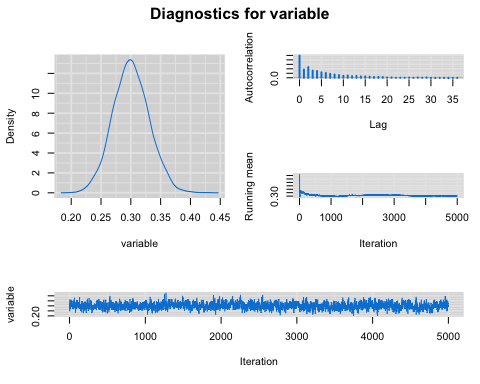 Diagnostics for variable
Density
0 2 4 6 8 10
0.20 0.25 0.30 0.35 0.40 0.45
variable
Autocorrelation
0.0
0 5 10 15 20 25 30 35
Lag
Running mean
0.30
0 1000 3000 5000
Iteration
variable
0.20
0 1000 2000 3000 4000 5000
Iteration